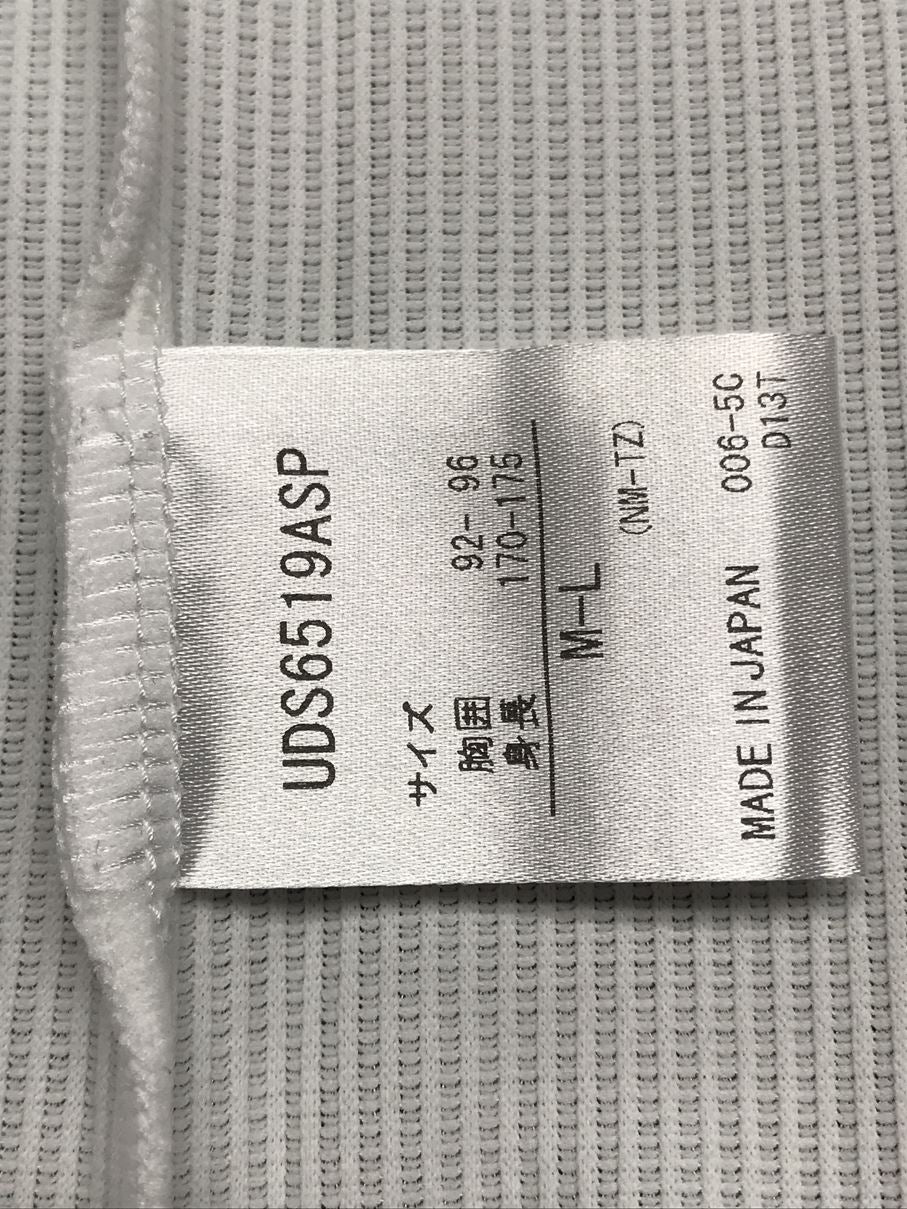 UDS6519ASP
サイズ
胸囲 92- 96
身長 170-175
M-L
(NM-TZ)
MADE IN JAPAN 006-5C
D13T